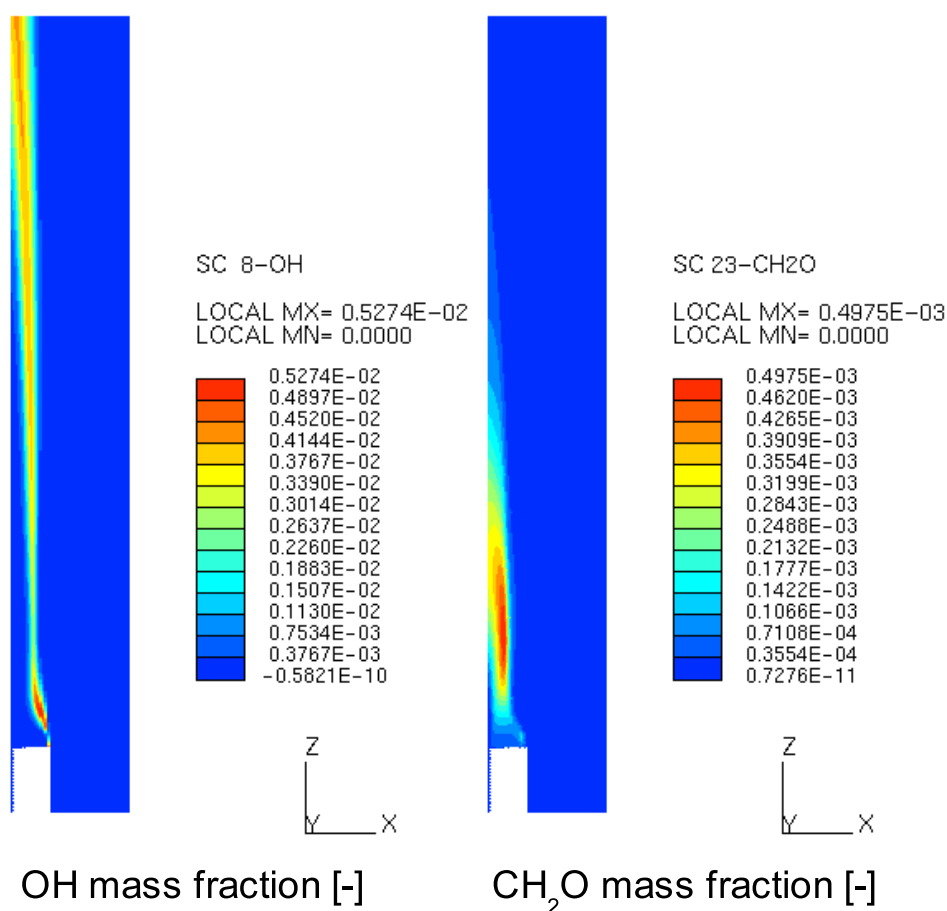 SC 8-OH
LOCAL MX= 0.5274E-02
LOCAL MN= 0.0000
0.5274E-02
0.4897E-02
0.4520E-02
0.4144E-02
0.3767E-02
0.3390E-02
0.3014E-02
0.2637E-02
0.2260E-02
0.1883E-02
0.1507E-02
0.1130E-02
0.7534E-03
0.3767E-03
-0.5821E-10
Z
Y
X
OH mass fraction [-]
SC 23-CH2O
LOCAL MX= 0.4975E-03
LOCAL MN= 0.0000
0.4975E-03
0.4620E-03
0.4265E-03
0.3909E-03
0.3554E-03
0.3199E-03
0.2843E-03
0.2488E-03
0.2132E-03
0.1777E-03
0.1422E-03
0.1066E-03
0.7108E-04
0.3554E-04
0.7276E-11
Z
Y
X
CH₂O mass fraction [-]